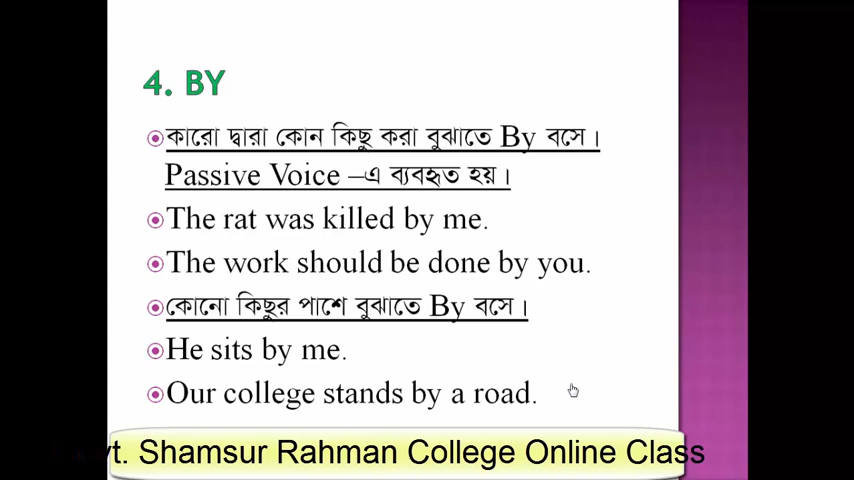 4. BY
কারো দ্বারা কোন কিছু করা বুঝাতে By বসে।
Passive Voice –এ ব্যবহৃত হয়।
The rat was killed by me.
The work should be done by you.
কোনো কিছুর পাশে বুঝাতে By বসে।
He sits by me.
Our college stands by a road.
Shamsur Rahman College Online Class